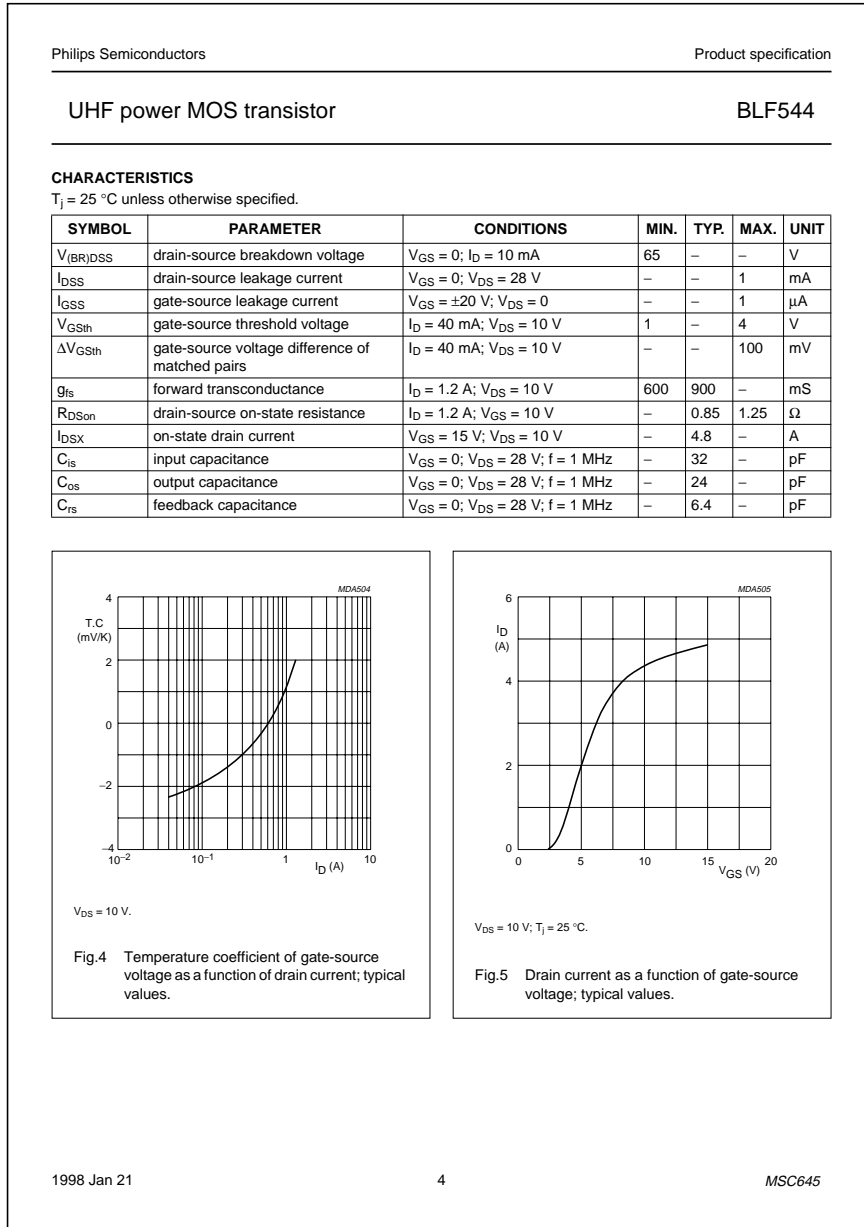 Philips Semiconductors
Product specification
UHF power MOS transistor
BLF544
CHARACTERISTICS
Tj = 25 °C unless otherwise specified.
SYMBOL PARAMETER CONDITIONS MIN. TYP. MAX. UNIT
V(BR)DSS drain-source breakdown voltage VGS = 0; ID = 10 mA 65 – – V
IDSS drain-source leakage current VGS = 0; VDS = 28 V – – 1 mA
IGSS gate-source leakage current VGS = ±20 V; VDS = 0 – – 1 μA
VGSth gate-source threshold voltage ID = 40 mA; VDS = 10 V 1 – 4 V
ΔVGSth gate-source voltage difference of ID = 40 mA; VDS = 10 V – – 100 mV
matched pairs
gfs forward transconductance ID = 1.2 A; VDS = 10 V 600 900 – mS
RDSon drain-source on-state resistance ID = 1.2 A; VGS = 10 V – 0.85 1.25 Ω
IDSX on-state drain current VGS = 15 V; VDS = 10 V – 4.8 – A
Cis input capacitance VGS = 0; VDS = 28 V; f = 1 MHz – 32 – pF
Cos output capacitance VGS = 0; VDS = 28 V; f = 1 MHz – 24 – pF
Crs feedback capacitance VGS = 0; VDS = 28 V; f = 1 MHz – 6.4 – pF
MDA504
4
T.C
(mV/K)
2
0
−2
−4
10−2 10−1 1 10
ID (A)
VDS = 10 V.
Fig.4 Temperature coefficient of gate-source
voltage as a function of drain current; typical
values.
MDA505
6
ID
(A)
4
2
0
0 5 10 15 20
VGS (V)
VDS = 10 V; Tj = 25 °C.
Fig.5 Drain current as a function of gate-source
voltage; typical values.
1998 Jan 21
4
MSC645